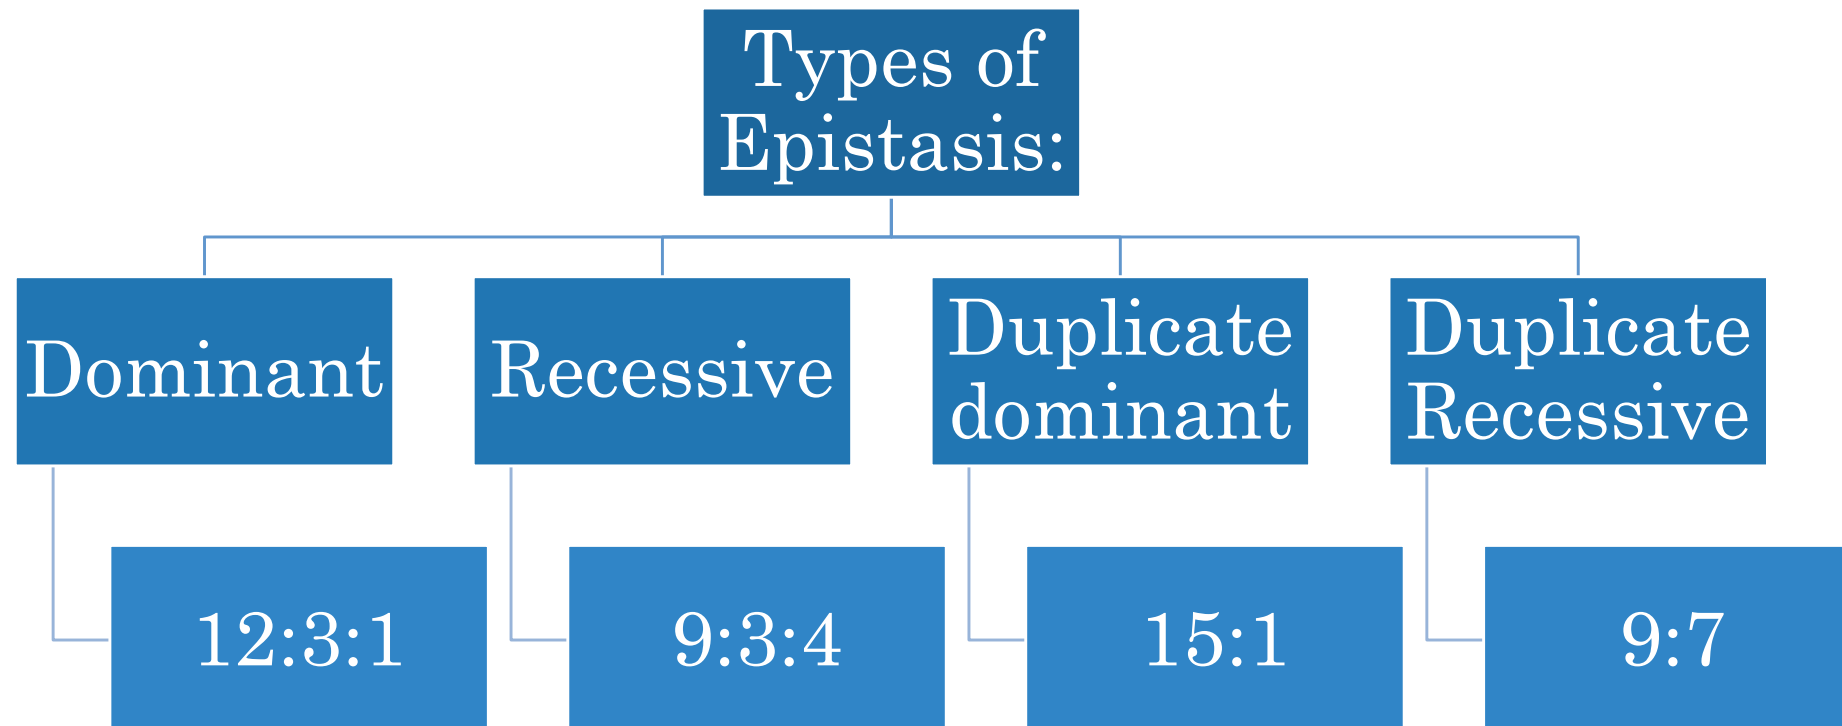 Types of
Epistasis:
Dominant
Recessive
Duplicate
dominant
Duplicate
Recessive
12:3:1
9:3:4
15:1
9:7